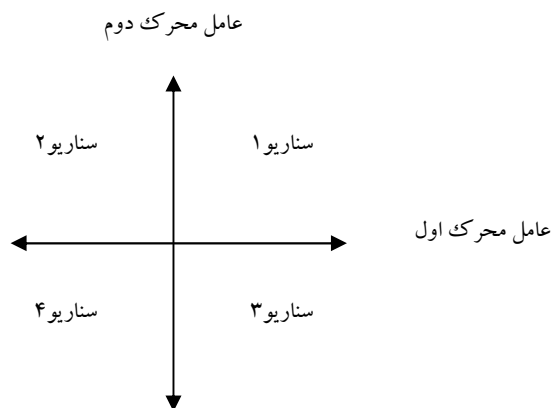 عامل محرک دوم
سناریو۱
سناریو۲
عامل محرک اول
سناریو۳
سناریو۴